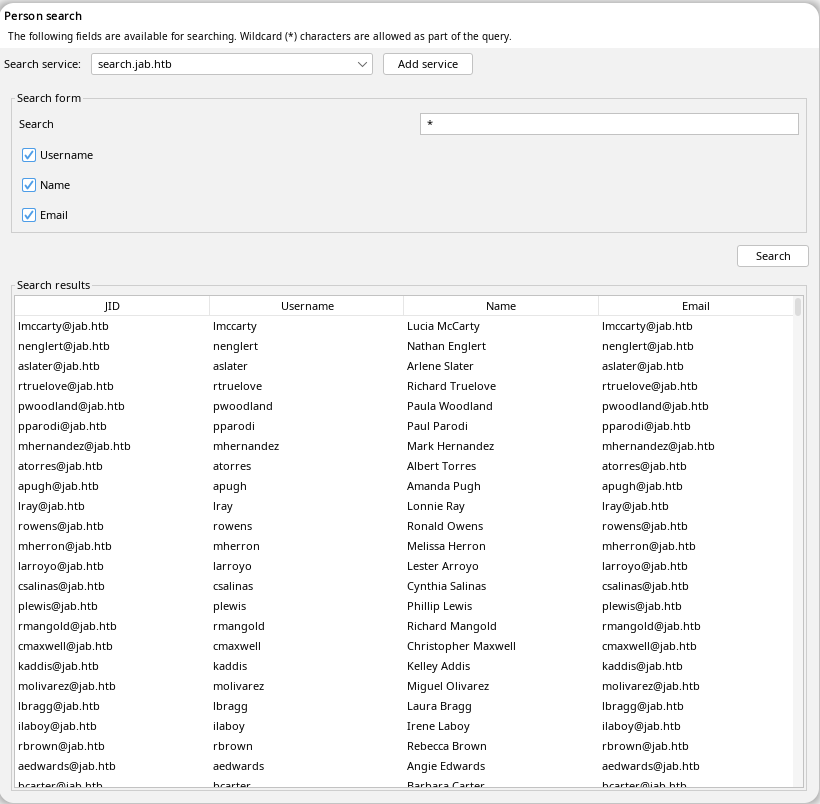 Person search
The following fields are available for searching. Wildcard (*) characters are allowed as part of the query.
Search service: search.jab.htb Add service
Search form
Search *
Username
Name
Email
Search
Search results
JID Username Name Email
lmccarty@jab.htb lmccarty Lucia McCarty lmccarty@jab.htb
nenglert@jab.htb nenglert Nathan Englert nenglert@jab.htb
aslater@jab.htb aslater Arlene Slater aslater@jab.htb
rtruelove@jab.htb rtruelove Richard Truelove rtruelove@jab.htb
pwoodland@jab.htb pwoodland Paula Woodland pwoodland@jab.htb
pparodi@jab.htb pparodi Paul Parodi pparodi@jab.htb
mhernandez@jab.htb mhernandez Mark Hernandez mhernandez@jab.htb
atorres@jab.htb atorres Albert Torres atorres@jab.htb
apugh@jab.htb apugh Amanda Pugh apugh@jab.htb
lray@jab.htb lray Lonnie Ray lray@jab.htb
rowens@jab.htb rowens Ronald Owens rowens@jab.htb
mherron@jab.htb mherron Melissa Herron mherron@jab.htb
larroyo@jab.htb larroyo Lester Arroyo larroyo@jab.htb
csalinas@jab.htb csalinas Cynthia Salinas csalinas@jab.htb
plewis@jab.htb plewis Phillip Lewis plewis@jab.htb
rmangold@jab.htb rmangold Richard Mangold rmangold@jab.htb
cmaxwell@jab.htb cmaxwell Christopher Maxwell cmaxwell@jab.htb
kaddis@jab.htb kaddis Kelley Addis kaddis@jab.htb
molivarez@jab.htb molivarez Miguel Olivarez molivarez@jab.htb
lbragg@jab.htb lbragg Laura Bragg lbragg@jab.htb
ilaboy@jab.htb ilaboy Irene Laboy ilaboy@jab.htb
rbrown@jab.htb rbrown Rebecca Brown rbrown@jab.htb
aedwards@jab.htb aedwards Angie Edwards aedwards@jab.htb
bcarter@jab.htb bcarter Barbara Carter bcarter@jab.htb